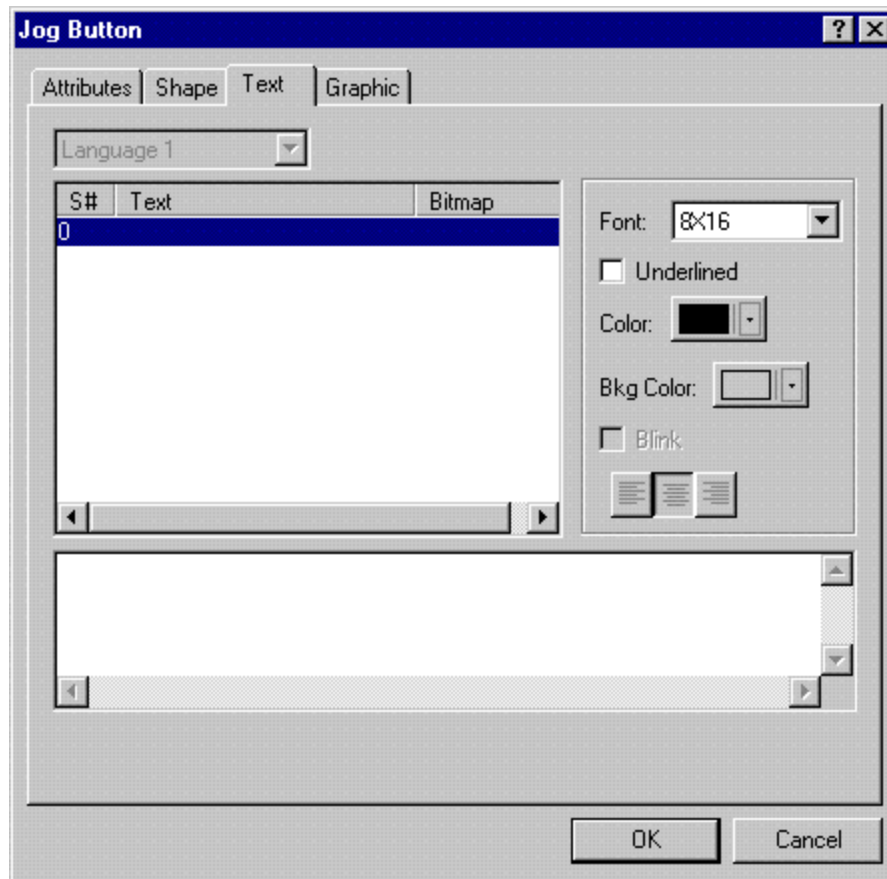 Jog Button
Attributes Shape Text Graphic
Language 1
S# Text Bitmap
0
Font: 8X16
Underlined
Color:
Bkg Color:
Blink
OK Cancel